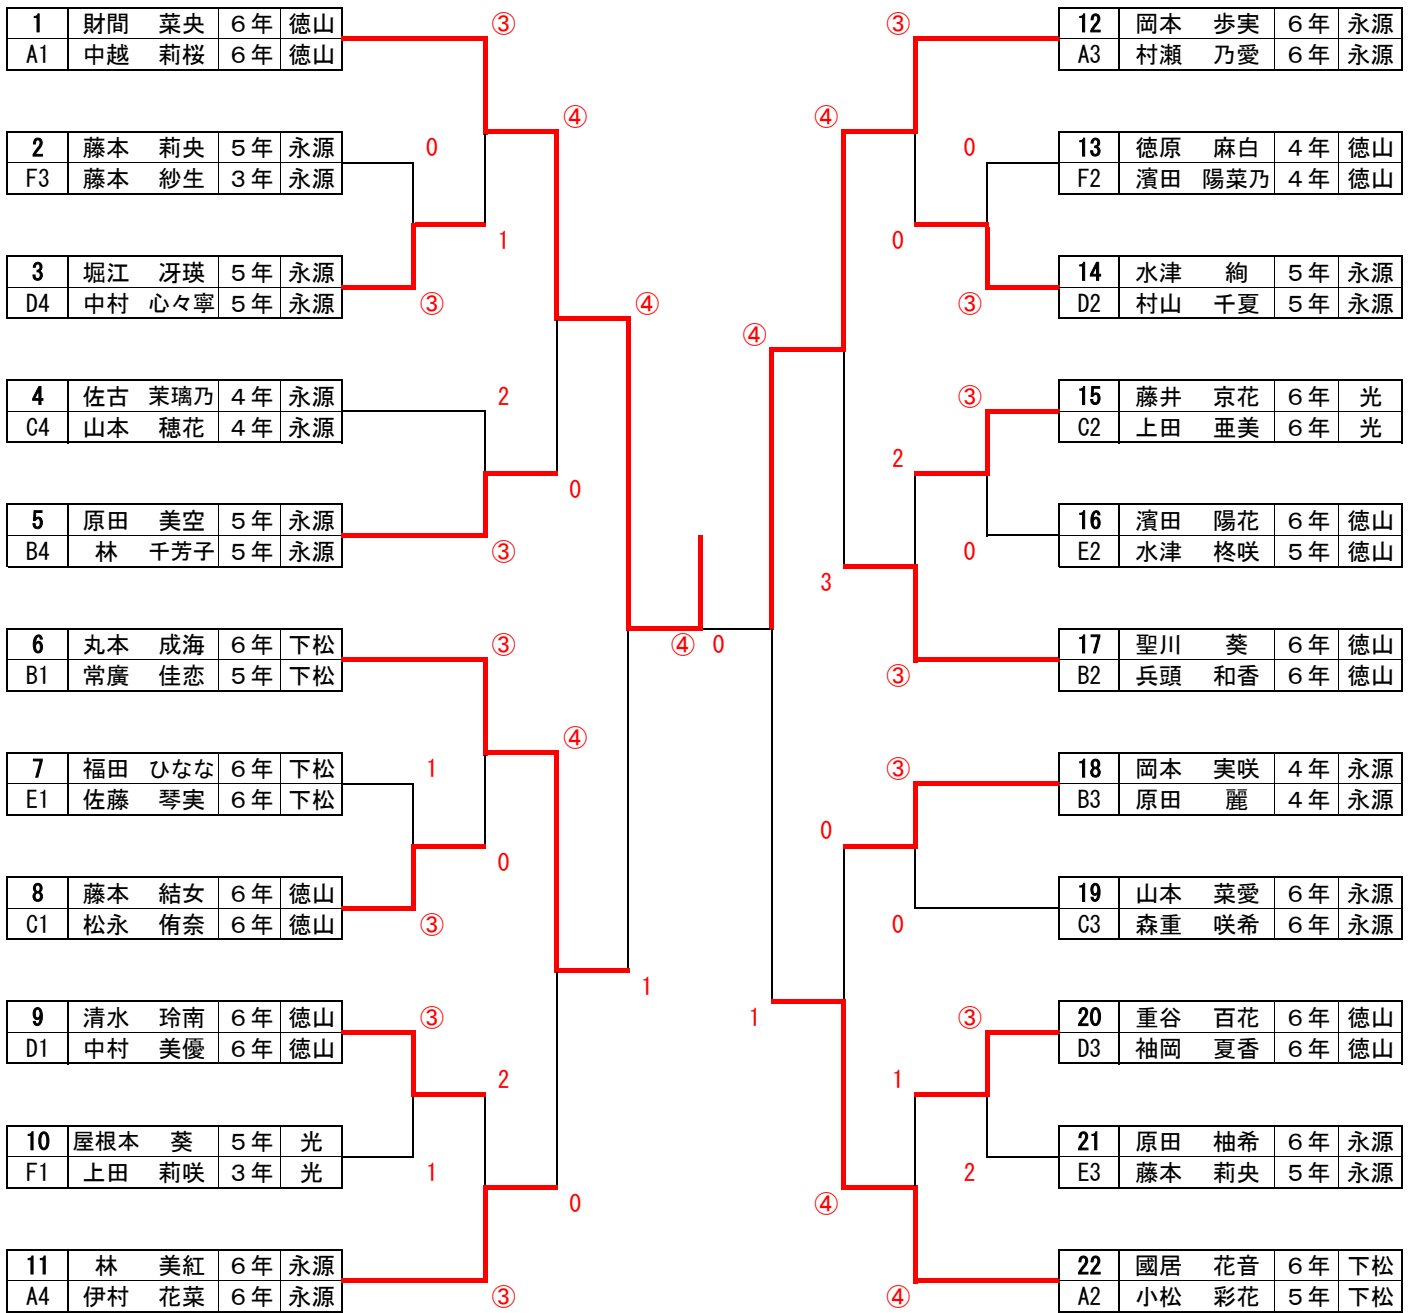 1 財間 菜央 6年 徳山
A1 中越 莉桜 6年 徳山
2 藤本 莉央 5年 永源
F3 藤本 紗生 3年 永源
3 堀江 冴瑛 5年 永源
D4 中村 心々寧 5年 永源
4 佐古 茉璃乃 4年 永源
C4 山本 穂花 4年 永源
5 原田 美空 5年 永源
B4 林 千芳子 5年 永源
6 丸本 成海 6年 下松
B1 常廣 佳恋 5年 下松
7 福田 ひなな 6年 下松
E1 佐藤 琴実 6年 下松
8 藤本 結女 6年 徳山
C1 松永 侑奈 6年 徳山
9 清水 玲南 6年 徳山
D1 中村 美優 6年 徳山
10 屋根本 葵 5年 光
F1 上田 莉咲 3年 光
11 林 美紅 6年 永源
A4 伊村 花菜 6年 永源
③
④
0
1
③
④
2
0
③
③
④
1
0
③
1
③
2
1
0
③
④
0
③
④
0
0
③
④
③
2
0
3
③
③
0
0
1
③
1
2
④
④
12 岡本 歩実 6年 永源
A3 村瀬 乃愛 6年 永源
13 徳原 麻白 4年 徳山
F2 濱田 陽菜乃 4年 徳山
14 水津 絢 5年 永源
D2 村山 千夏 5年 永源
15 藤井 京花 6年 光
C2 上田 亜美 6年 光
16 濱田 陽花 6年 徳山
E2 水津 柊咲 5年 徳山
17 聖川 葵 6年 徳山
B2 兵頭 和香 6年 徳山
18 岡本 実咲 4年 永源
B3 原田 麗 4年 永源
19 山本 菜愛 6年 永源
C3 森重 咲希 6年 永源
20 重谷 百花 6年 徳山
D3 袖岡 夏香 6年 徳山
21 原田 柚希 6年 永源
E3 藤本 莉央 5年 永源
22 國居 花音 6年 下松
A2 小松 彩花 5年 下松